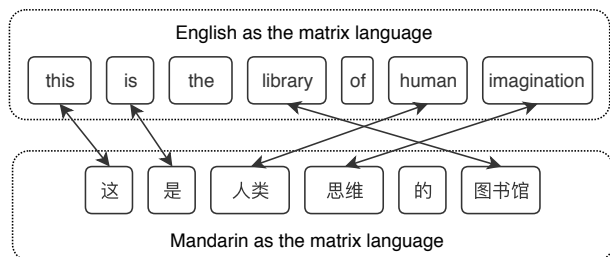 English as the matrix language
this is the library of human imagination
这 是 人类 思维 的 图书馆
Mandarin as the matrix language